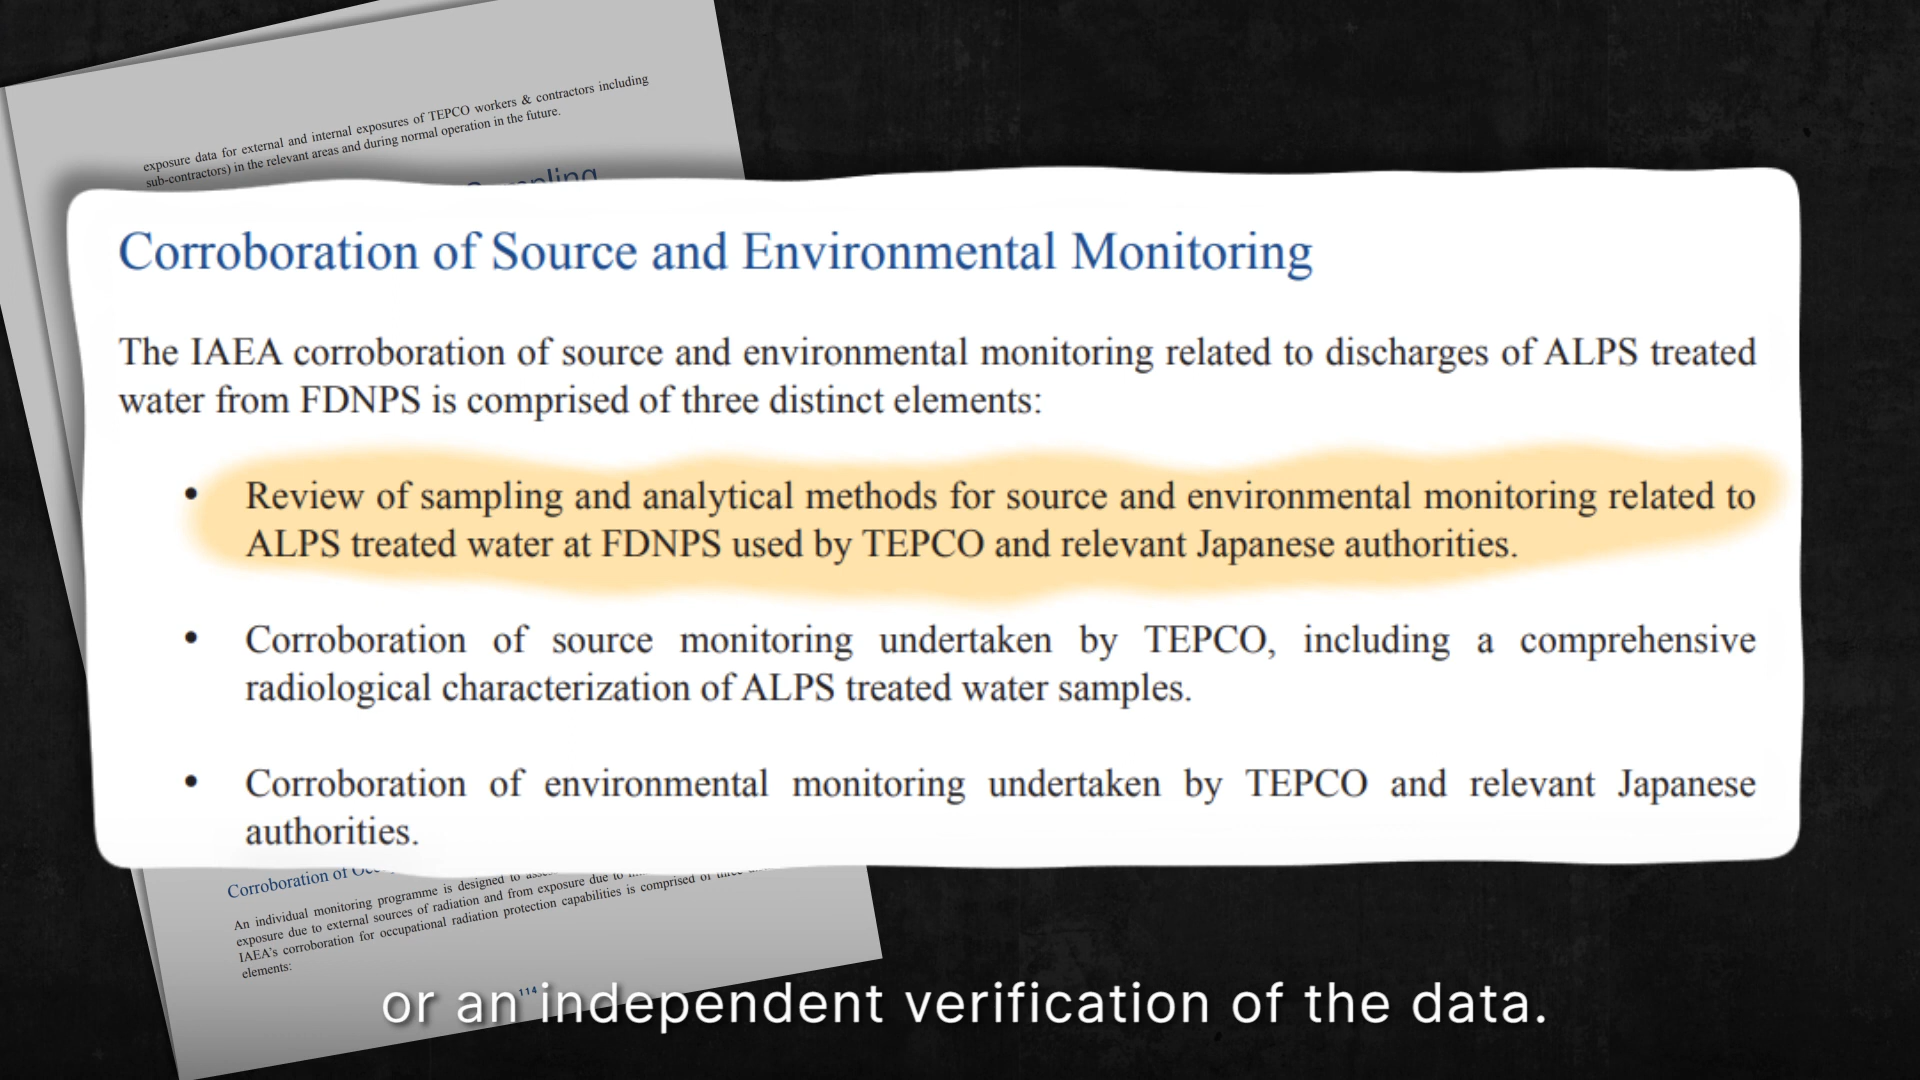 exposure data for external and internal exposures of TEPCO workers & contractors including
sub-contractors) in the relevant areas and during normal operation in the future.
Corroboration of Source and Environmental Monitoring
The IAEA corroboration of source and environmental monitoring related to discharges of ALPS treated
water from FDNPS is comprised of three distinct elements:
• Review of sampling and analytical methods for source and environmental monitoring related to
ALPS treated water at FDNPS used by TEPCO and relevant Japanese authorities.
• Corroboration of source monitoring undertaken by TEPCO, including a comprehensive
radiological characterization of ALPS treated water samples.
• Corroboration of environmental monitoring undertaken by TEPCO and relevant Japanese
authorities.
Corroboration of
An individual monitoring programme is designed to
exposure due to external sources of radiation and from exposure due to
IAEA's corroboration for occupational radiation protection capabilities is comprised of three
elements:
114
or an independent verification of the data.